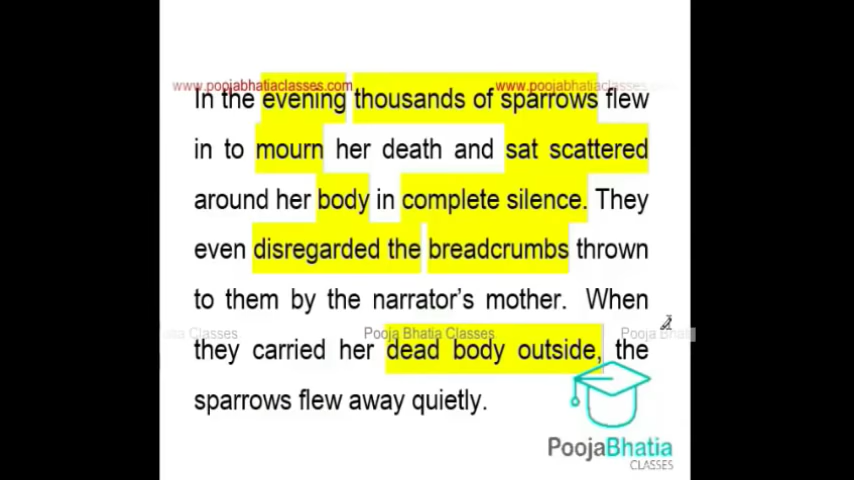 www.poojabhatiaclasses.com www.poojabhatiaclasses.com
In the evening thousands of sparrows flew
in to mourn her death and sat scattered
around her body in complete silence. They
even disregarded the breadcrumbs thrown
to them by the narrator's mother. When
Classes Pooja Bhatia Classes Pooja
they carried her dead body outside, the
sparrows flew away quietly.
PoojaBhatia
CLASSES